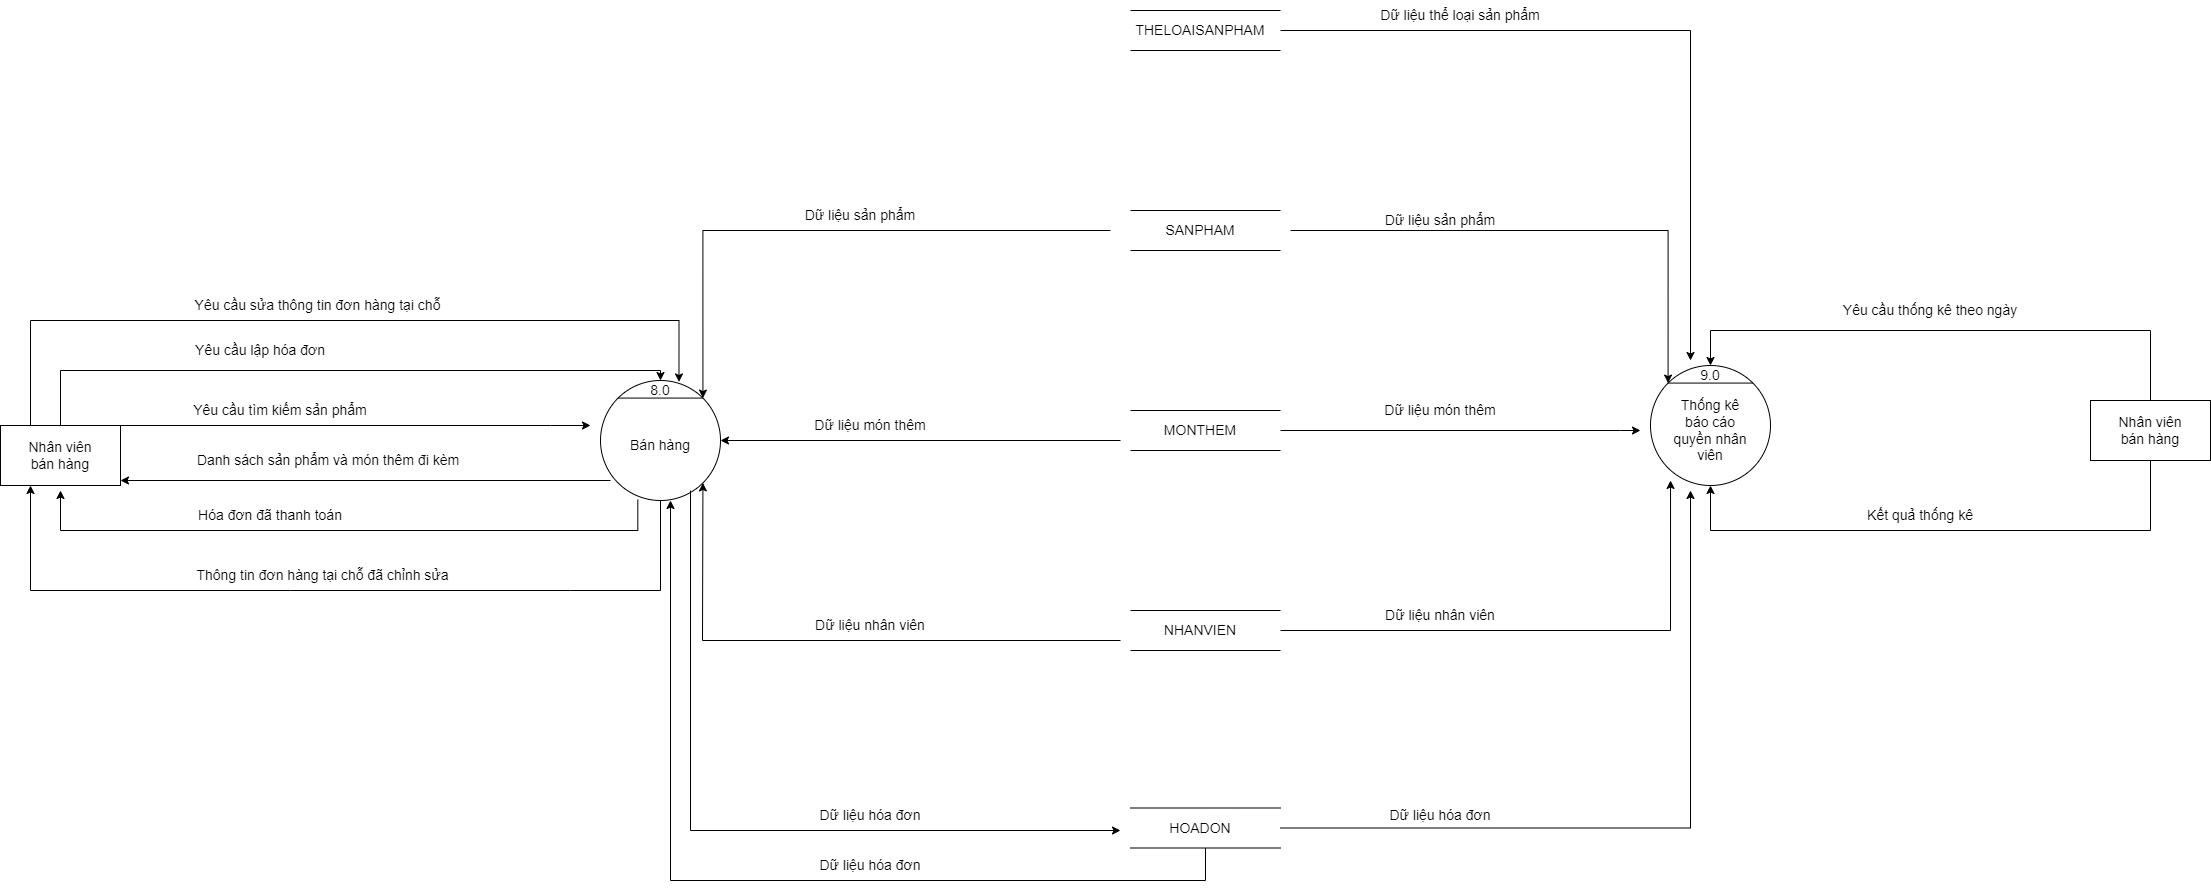 Dữ liệu thể loại sản phẩm
THELOAISANPHAM
Dữ liệu sản phẩm
SANPHAM
Dữ liệu sản phẩm
Yêu cầu sửa thông tin đơn hàng tại chỗ
Yêu cầu thống kê theo ngày
Yêu cầu lập hóa đơn
8.0
9.0
Yêu cầu tìm kiếm sản phẩm
Dữ liệu món thêm
MONTHEM
Dữ liệu món thêm
Thống kê
báo cáo
quyền nhân
viên
Nhân viên
bán hàng
Nhân viên
bán hàng
Bán hàng
Danh sách sản phẩm và món thêm đi kèm
Hóa đơn đã thanh toán
Kết quả thống kê
Thông tin đơn hàng tại chỗ đã chỉnh sửa
Dữ liệu nhân viên
NHANVIEN
Dữ liệu nhân viên
Dữ liệu hóa đơn
HOADON
Dữ liệu hóa đơn
Dữ liệu hóa đơn